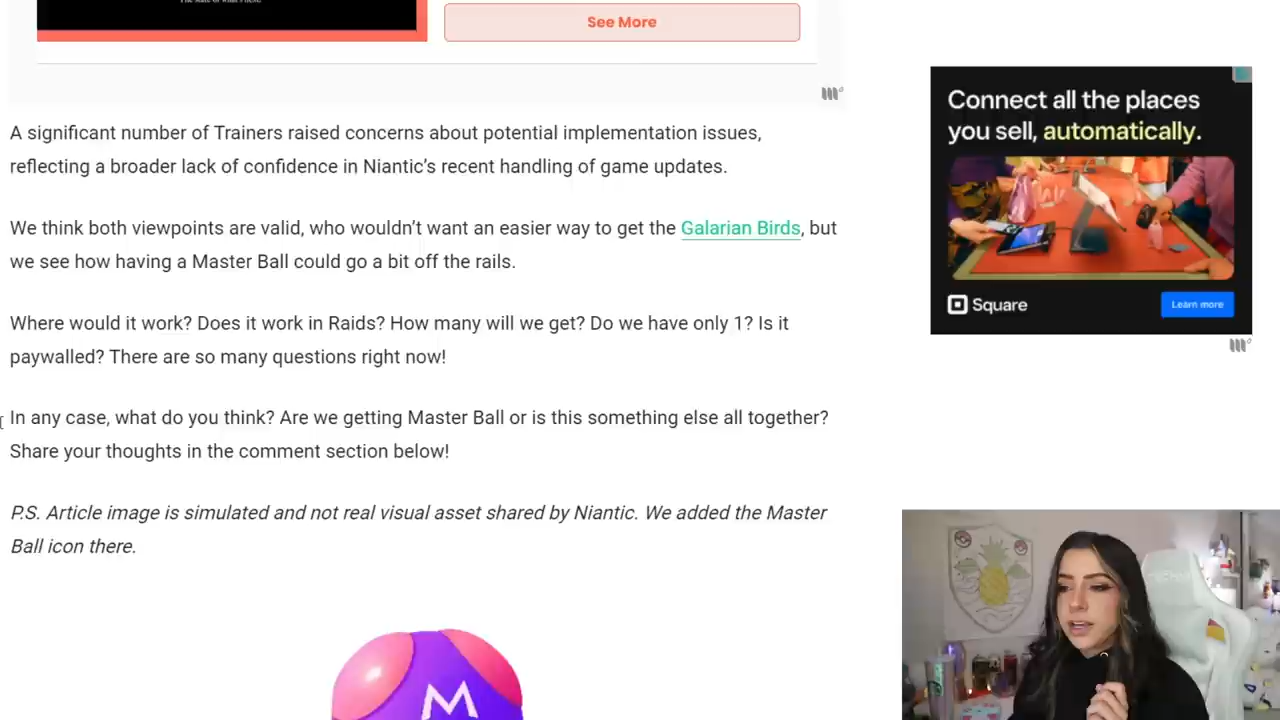 See More
A significant number of Trainers raised concerns about potential implementation issues,
reflecting a broader lack of confidence in Niantic’s recent handling of game updates.
We think both viewpoints are valid, who wouldn’t want an easier way to get the Galarian Birds, but
we see how having a Master Ball could go a bit off the rails.
Where would it work? Does it work in Raids? How many will we get? Do we have only 1? Is it
paywalled? There are so many questions right now!
In any case, what do you think? Are we getting Master Ball or is this something else all together?
Share your thoughts in the comment section below!
P.S. Article image is simulated and not real visual asset shared by Niantic. We added the Master
Ball icon there.
M
Connect all the places
you sell, automatically.
Square
Learn more